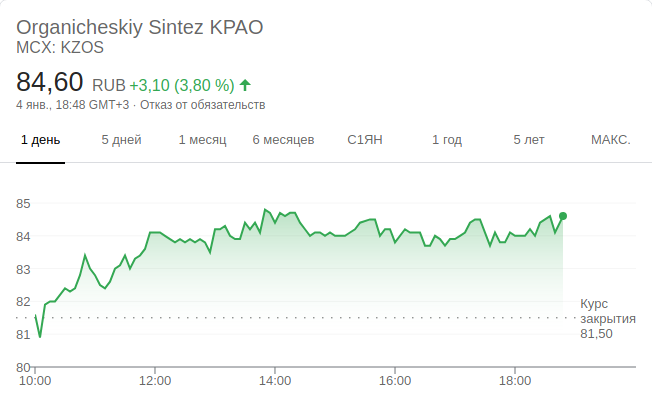 Organicheskiy Sintez KPAO
MCX: KZOS
84,60 RUB +3,10 (3,80 %)
4 янв., 18:48 GMT+3 · Отказ от обязательств
1 день 5 дней 1 месяц 6 месяцев С1ЯН 1 год 5 лет МАКС.
85
84
83
82
81
80
Курс
закрытия
81,50
10:00 12:00 14:00 16:00 18:00